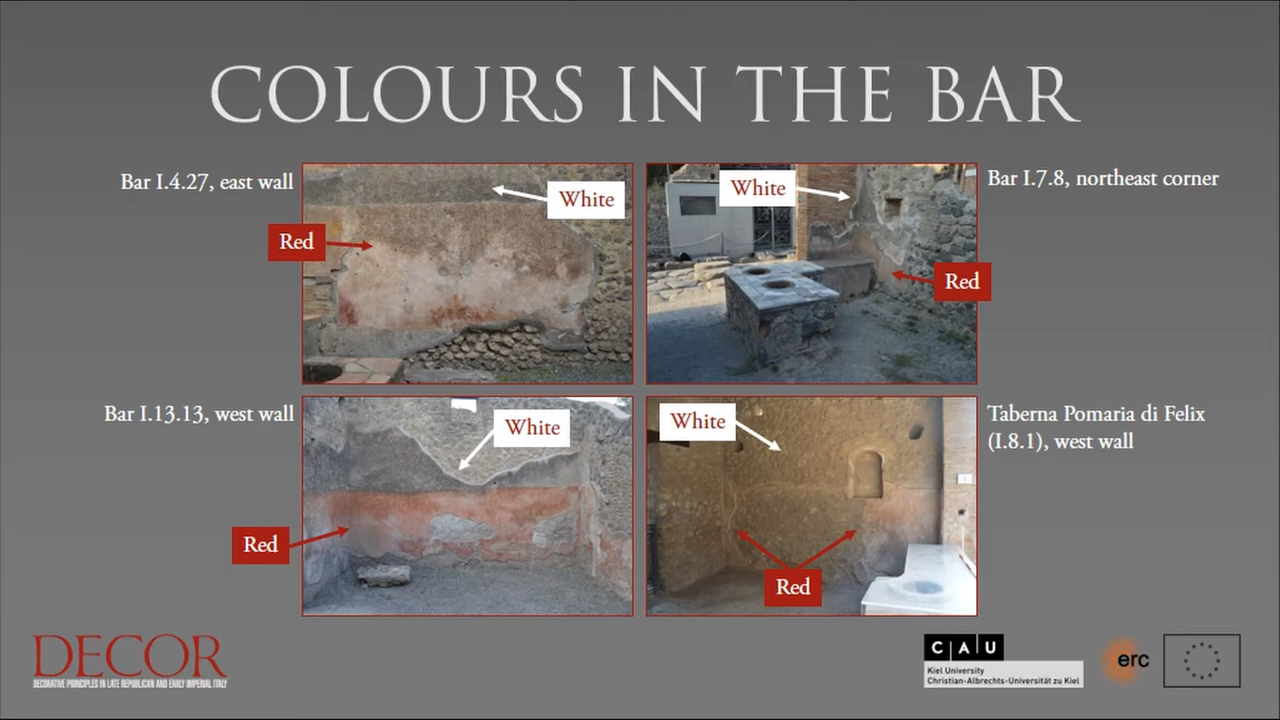 COLOURS IN THE BAR
Bar I.4.27, east wall
White
Red
White
Bar I.7.8, northeast corner
Red
Bar I.13.13, west wall
White
Red
White
Taberna Pomaria di Felix
(I.8.1), west wall
Red
DECOR
DECORATIVE PRINCIPLES IN LATE REPUBLICAN AND EARLY IMPERIAL ITALY
C|A|U
Kiel University
Christian-Albrechts-Universität zu Kiel
erc